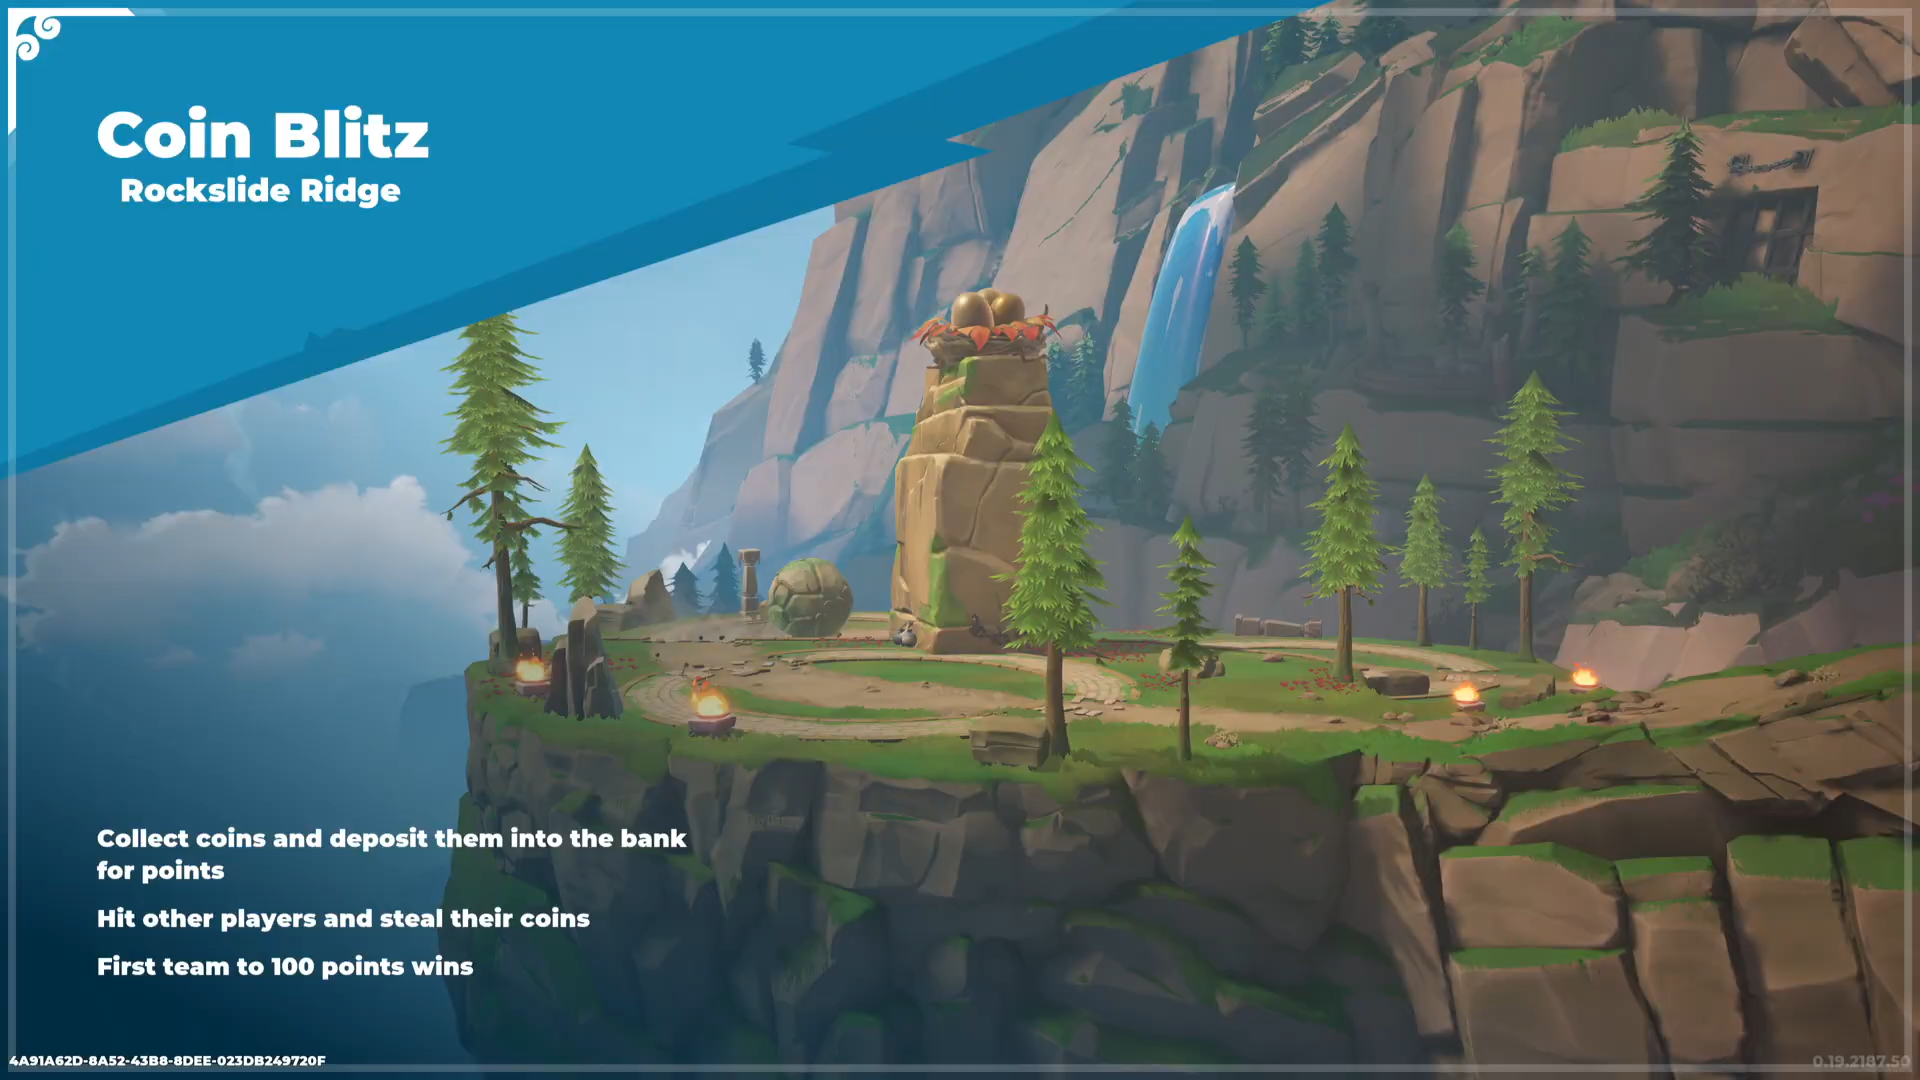 Coin Blitz
Rockslide Ridge
Collect coins and deposit them into the bank
for points
Hit other players and steal their coins
First team to 100 points wins
4A91A62D-8A52-43B8-8DEE-023DB249720F
0.19.2187.50